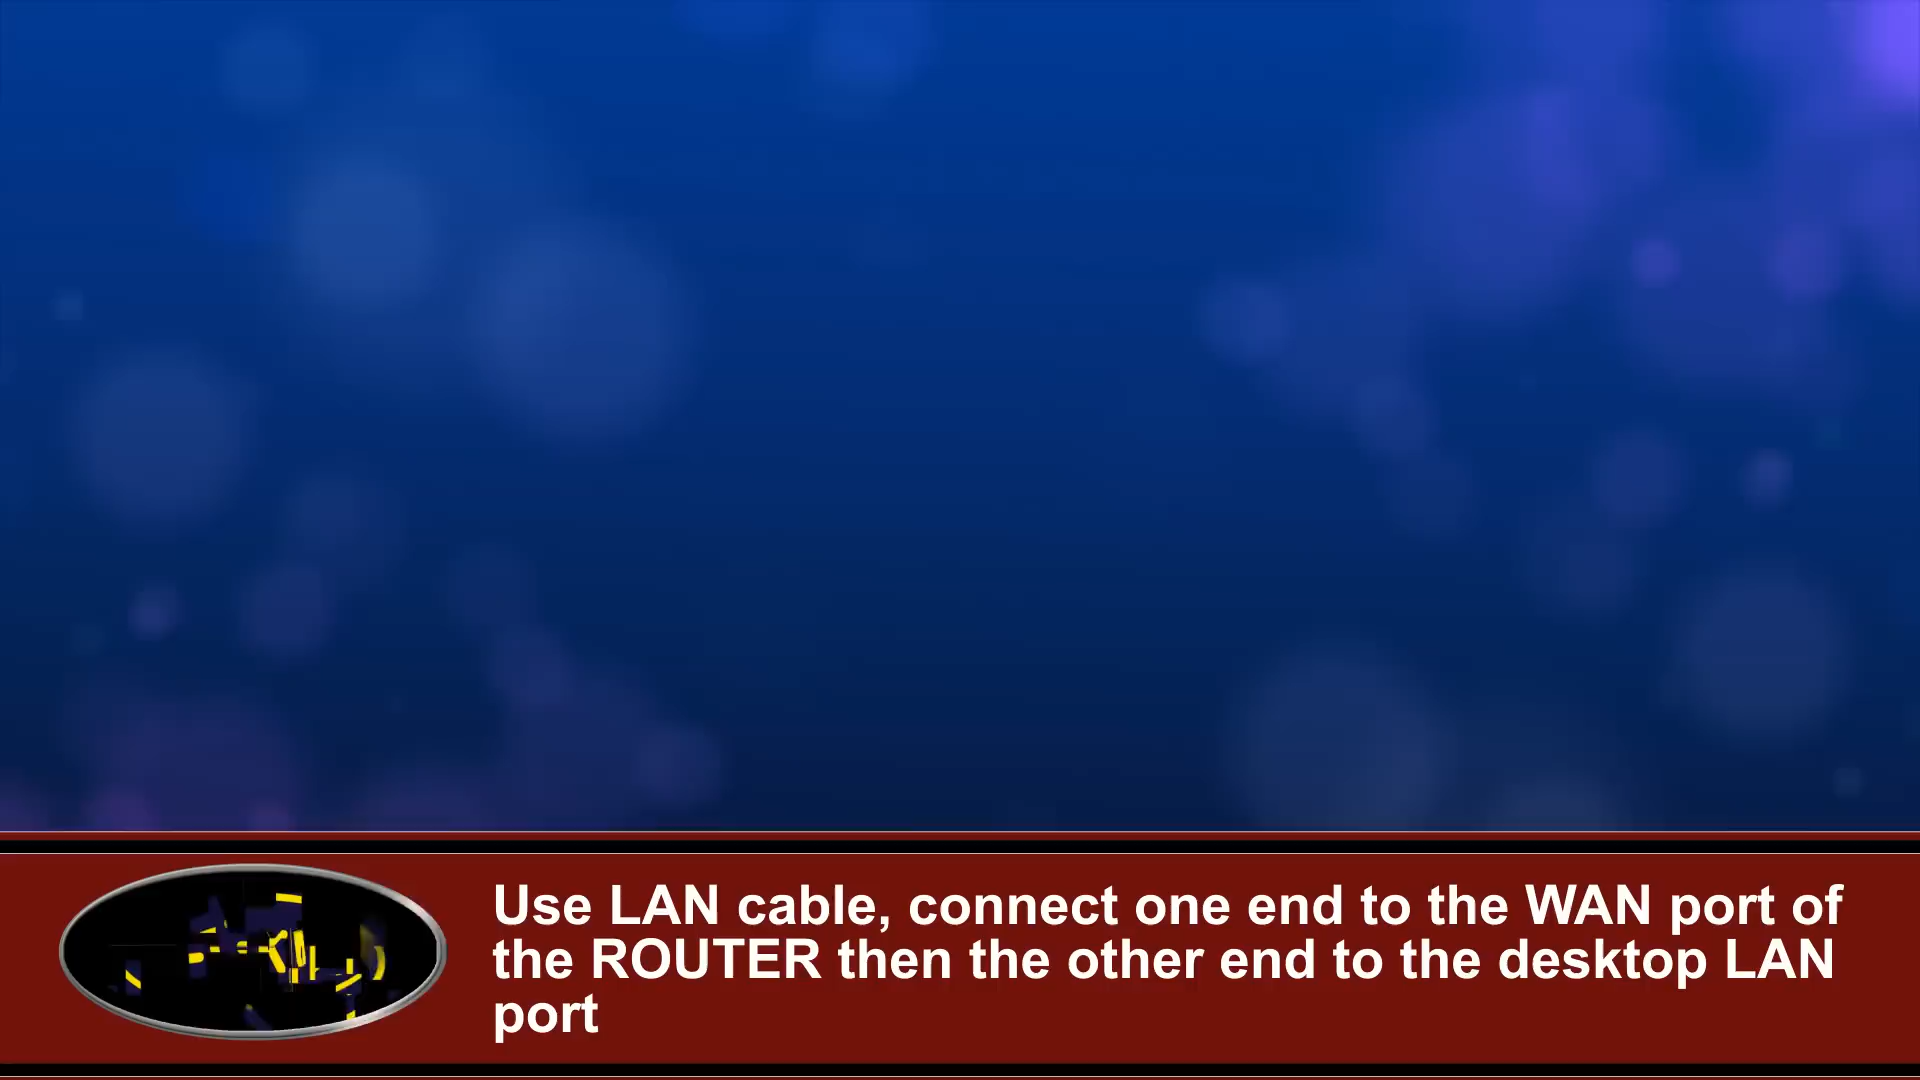 Use LAN cable, connect one end to the WAN port of
the ROUTER then the other end to the desktop LAN
port